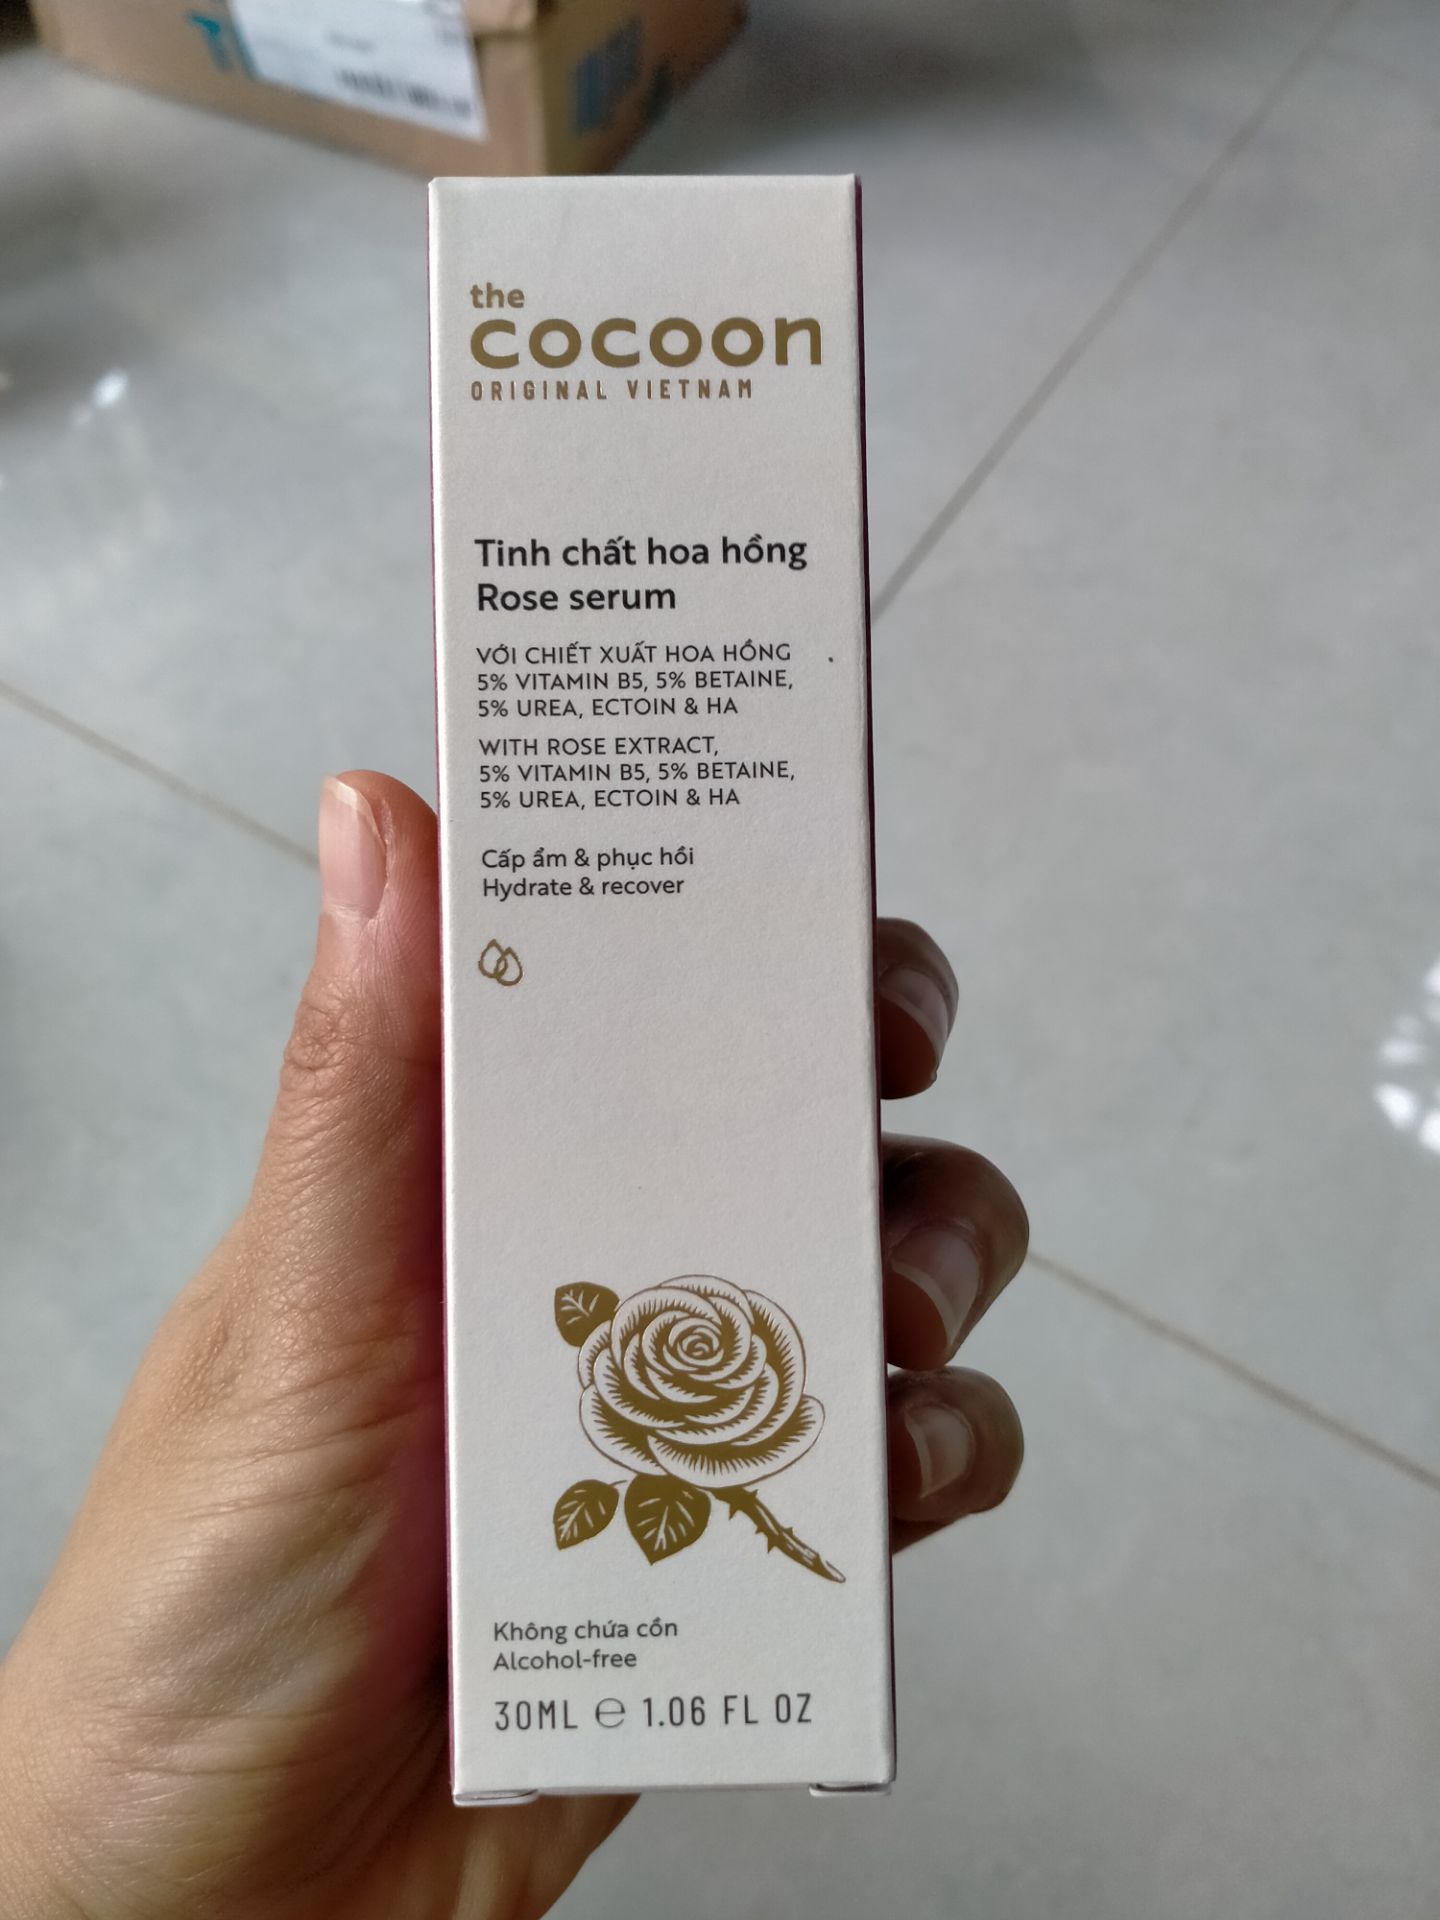 the
cocoon
ORIGINAL VIETNAM
Tinh chất hoa hồng
Rose serum
VỚI CHIẾT XUẤT HOA HỒNG
5% VITAMIN B5, 5% BETAINE,
5% UREA, ECTOIN & HA
WITH ROSE EXTRACT,
5% VITAMIN B5, 5% BETAINE,
5% UREA, ECTOIN & HA
Cấp ẩm & phục hồi
Hydrate & recover
Không chứa cồn
Alcohol-free
30ML ℮ 1.06 FL OZ